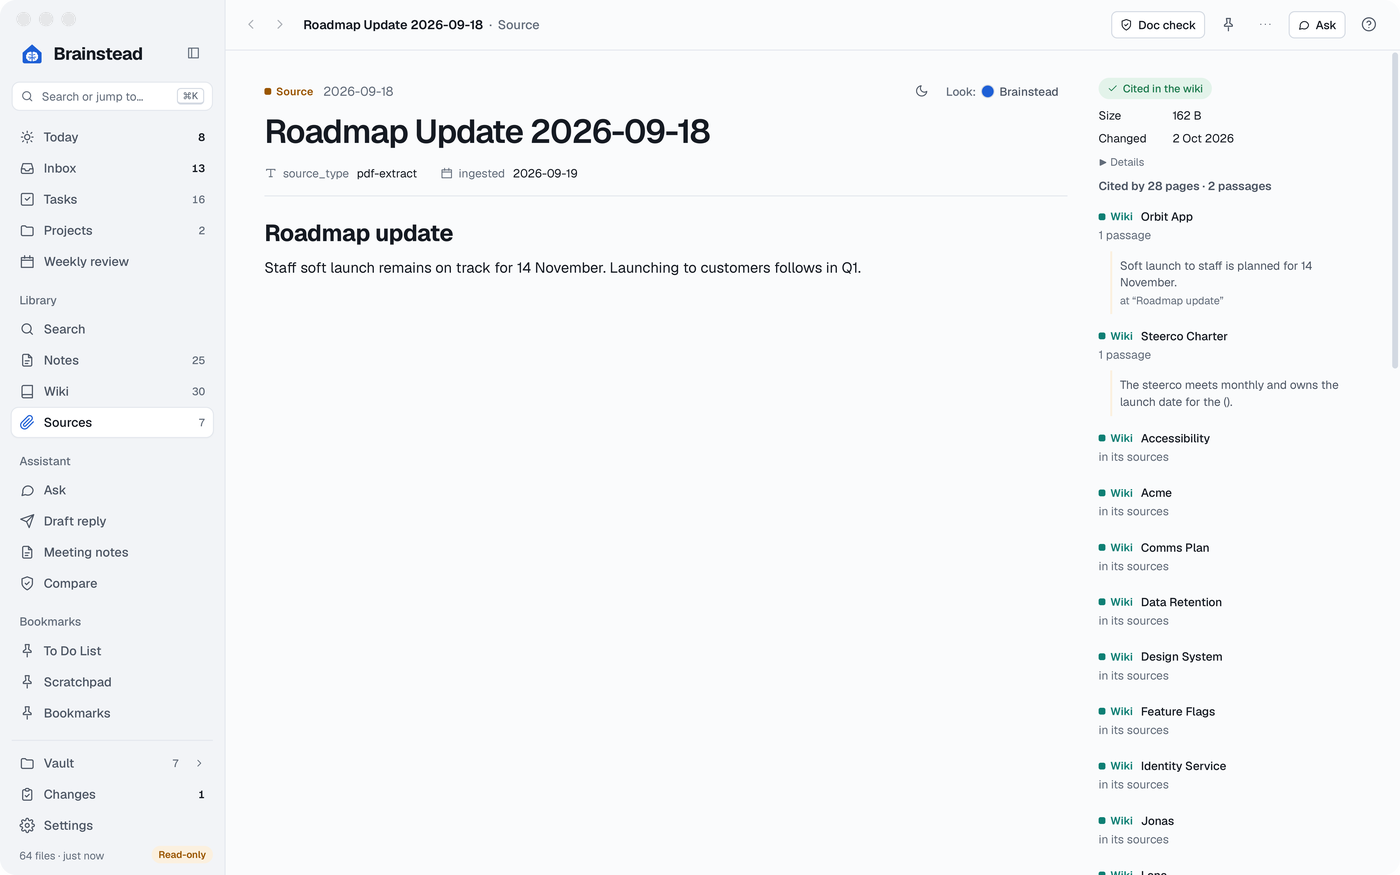 Brainstead
Search or jump to... ⌘K
Today 8
Inbox 13
Tasks 16
Projects 2
Weekly review
Library
Search
Notes 25
Wiki 30
Sources 7
Assistant
Ask
Draft reply
Meeting notes
Compare
Bookmarks
To Do List
Scratchpad
Bookmarks
Vault 7
Changes 1
Settings
64 files · just now Read-only
Roadmap Update 2026-09-18 · Source
Doc check
Ask
Source 2026-09-18
Look: Brainstead
Roadmap Update 2026-09-18
source_type pdf-extract ingested 2026-09-19
Roadmap update
Staff soft launch remains on track for 14 November. Launching to customers follows in Q1.
Cited in the wiki
Size 162 B
Changed 2 Oct 2026
Details
Cited by 28 pages · 2 passages
Wiki Orbit App
1 passage
Soft launch to staff is planned for 14
November.
at “Roadmap update”
Wiki Steerco Charter
1 passage
The steerco meets monthly and owns the
launch date for the ().
Wiki Accessibility
in its sources
Wiki Acme
in its sources
Wiki Comms Plan
in its sources
Wiki Data Retention
in its sources
Wiki Design System
in its sources
Wiki Feature Flags
in its sources
Wiki Identity Service
in its sources
Wiki Jonas
in its sources